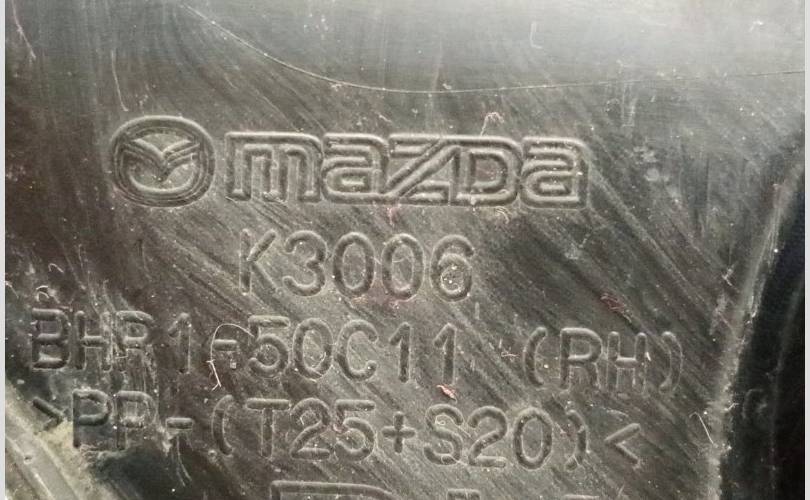 mazda
K3006
BHR1-50C11 (RH)
>PP-(T25+S20)<